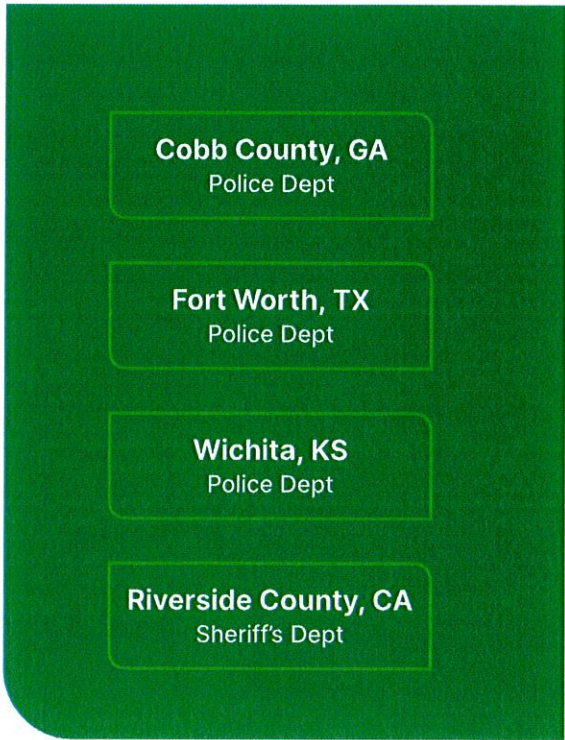 Cobb County, GA
Police Dept
Fort Worth, TX
Police Dept
Wichita, KS
Police Dept
Riverside County, CA
Sheriff's Dept